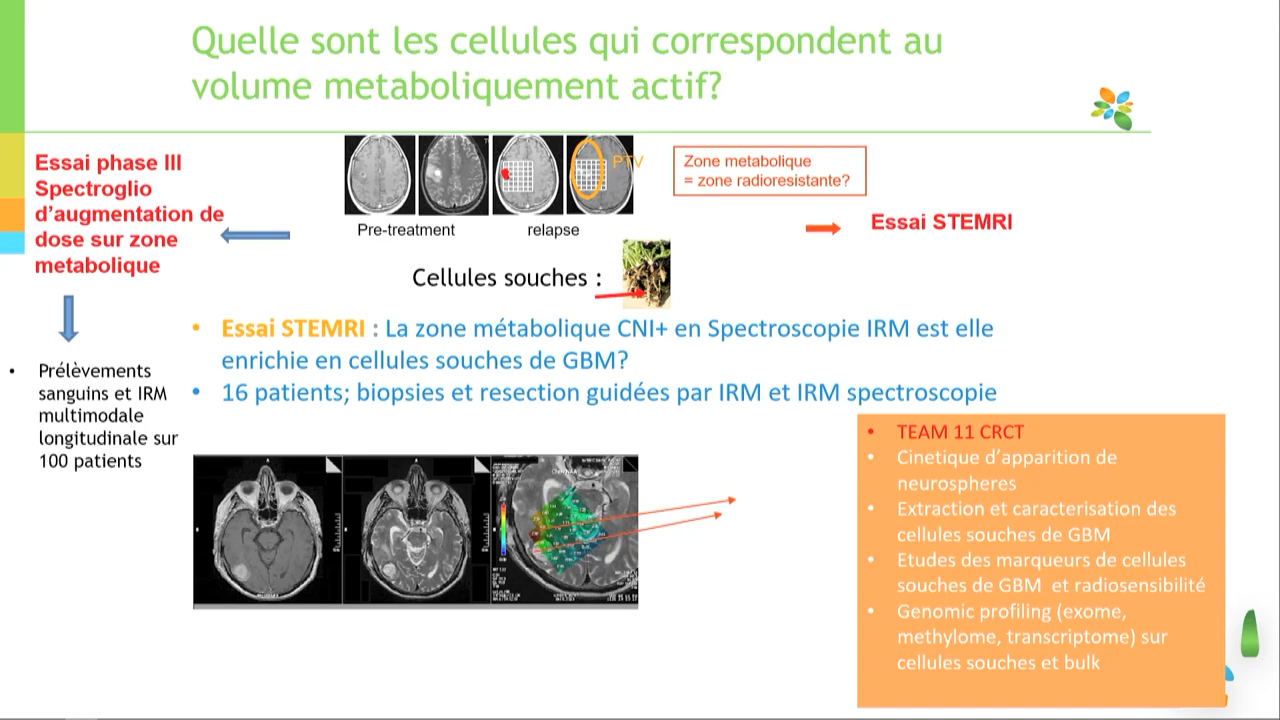 Quelle sont les cellules qui correspondent au
volume metaboliquement actif?
Essai phase III
Spectroglio
d'augmentation de
dose sur zone
metabolique
PTV
Pre-treatment
relapse
Zone metabolique
= zone radioresistante?
Essai STEMRI
Cellules souches :
• Essai STEMRI : La zone métabolique CNI+ en Spectroscopie IRM est elle
enrichie en cellules souches de GBM?
• 16 patients; biopsies et resection guidées par IRM et IRM spectroscopie
• Prélèvements
sanguins et IRM
multimodale
longitudinale sur
100 patients
• TEAM 11 CRCT
• Cinetique d'apparition de
neurospheres
• Extraction et caracterisation des
cellules souches de GBM
• Etudes des marqueurs de cellules
souches de GBM et radiosensibilité
• Genomic profiling (exome,
methylome, transcriptome) sur
cellules souches et bulk